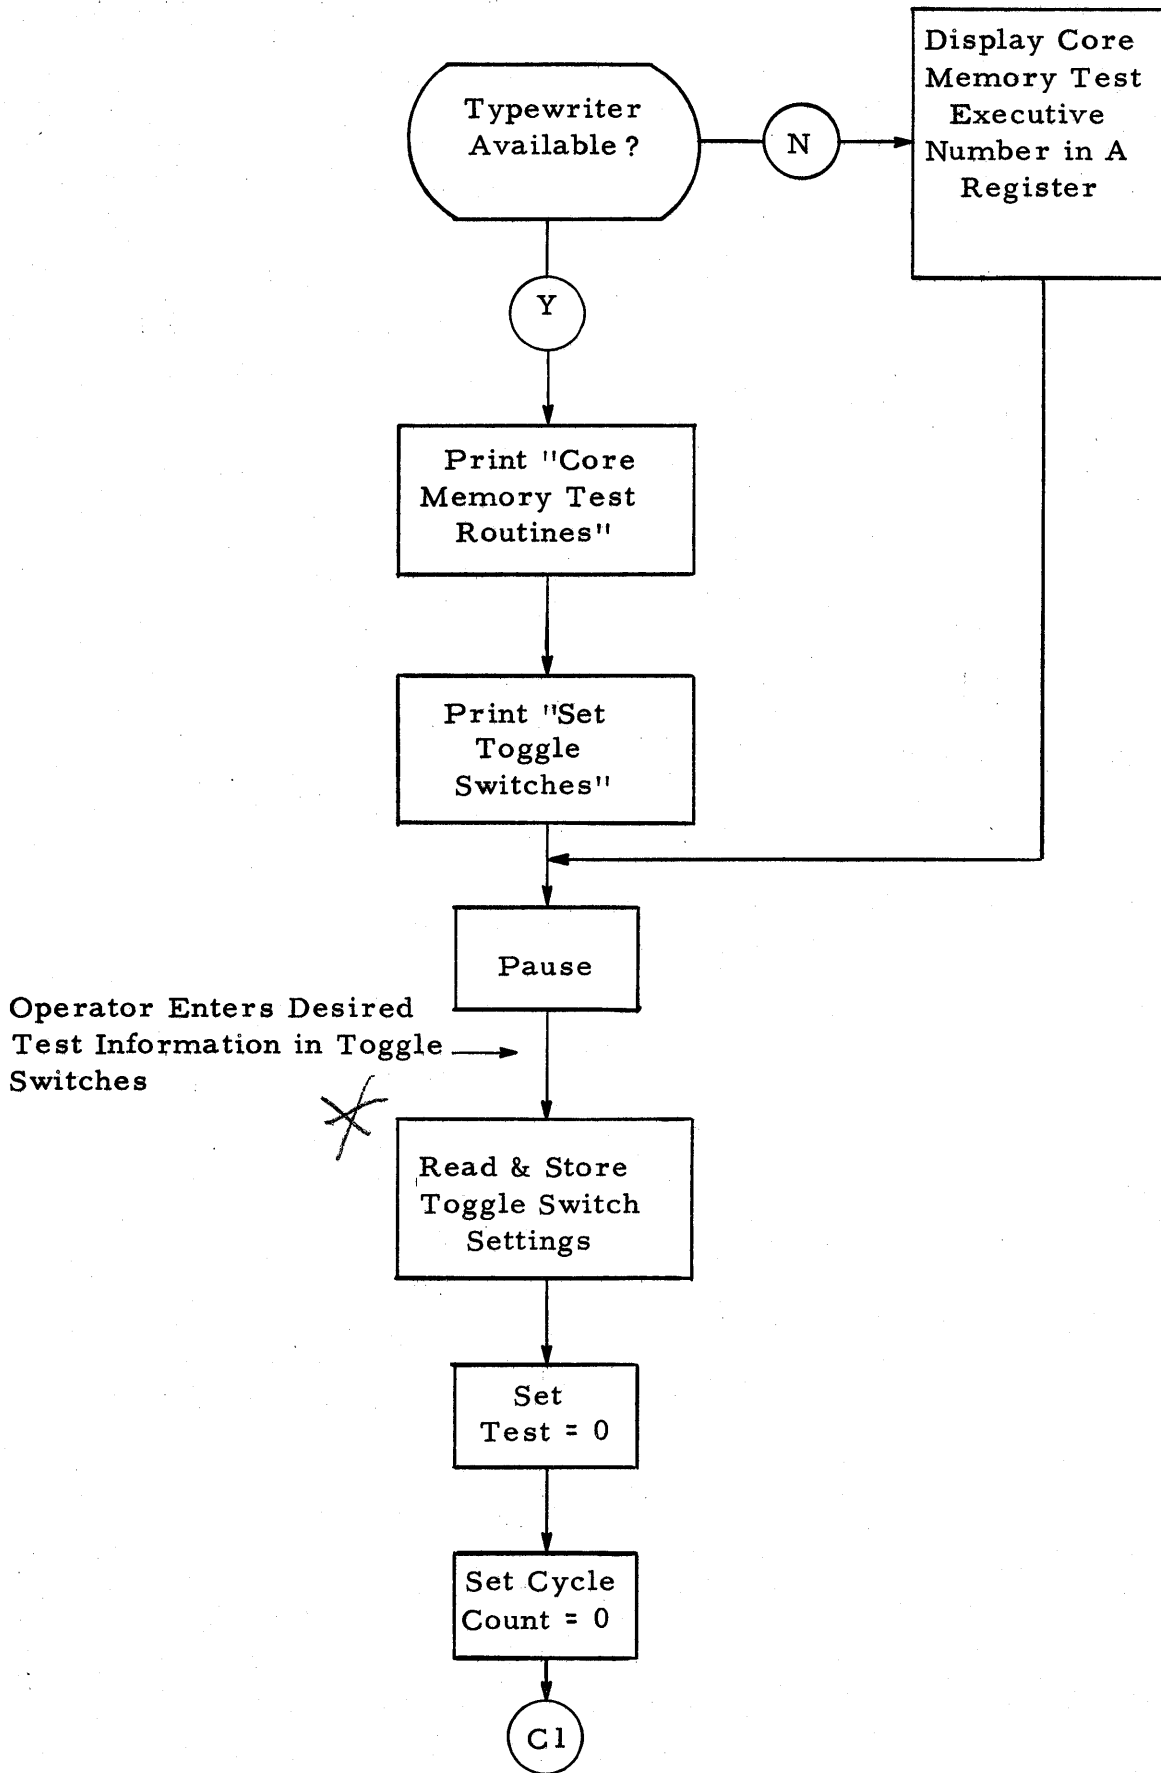 Typewriter
Available ?
N
Display Core
Memory Test
Executive
Number in A
Register
Y
Print "Core
Memory Test
Routines"
Print "Set
Toggle
Switches"
Pause
Operator Enters Desired
Test Information in Toggle
Switches
Read & Store
Toggle Switch
Settings
Set
Test = 0
Set Cycle
Count = 0
C1